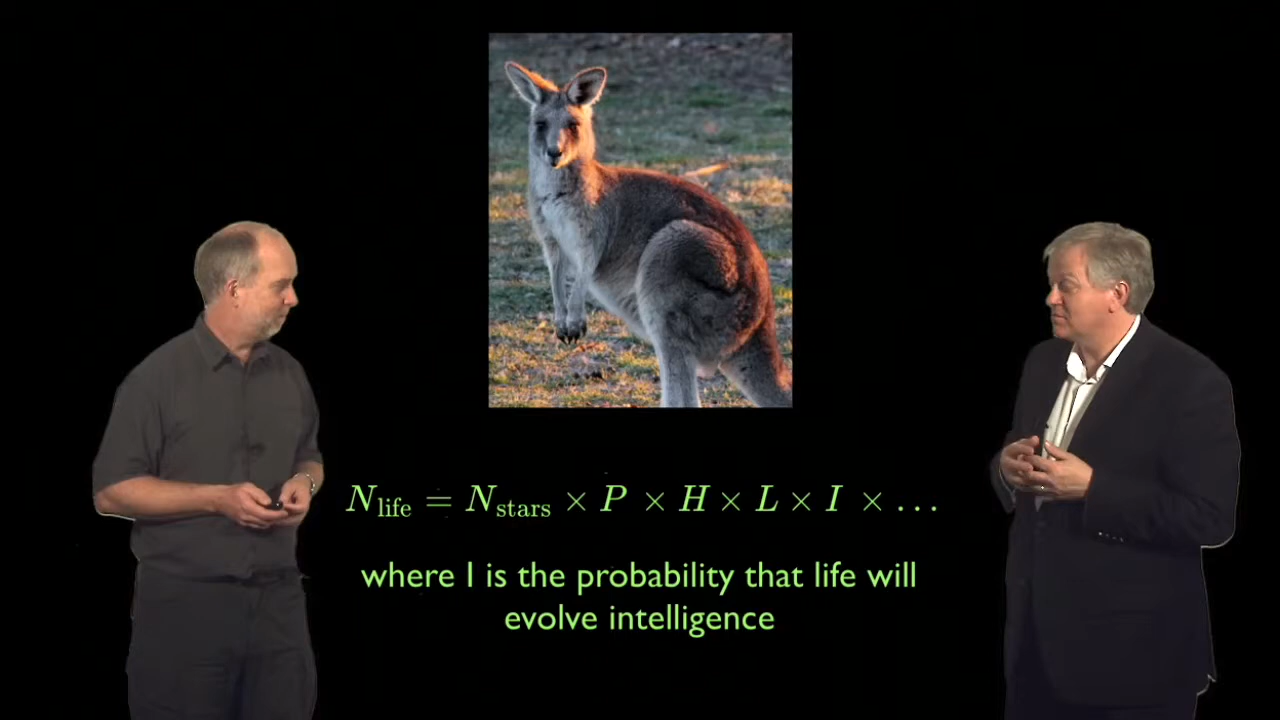 N_life = N_stars × P × H × L × I × ...
where I is the probability that life will
evolve intelligence